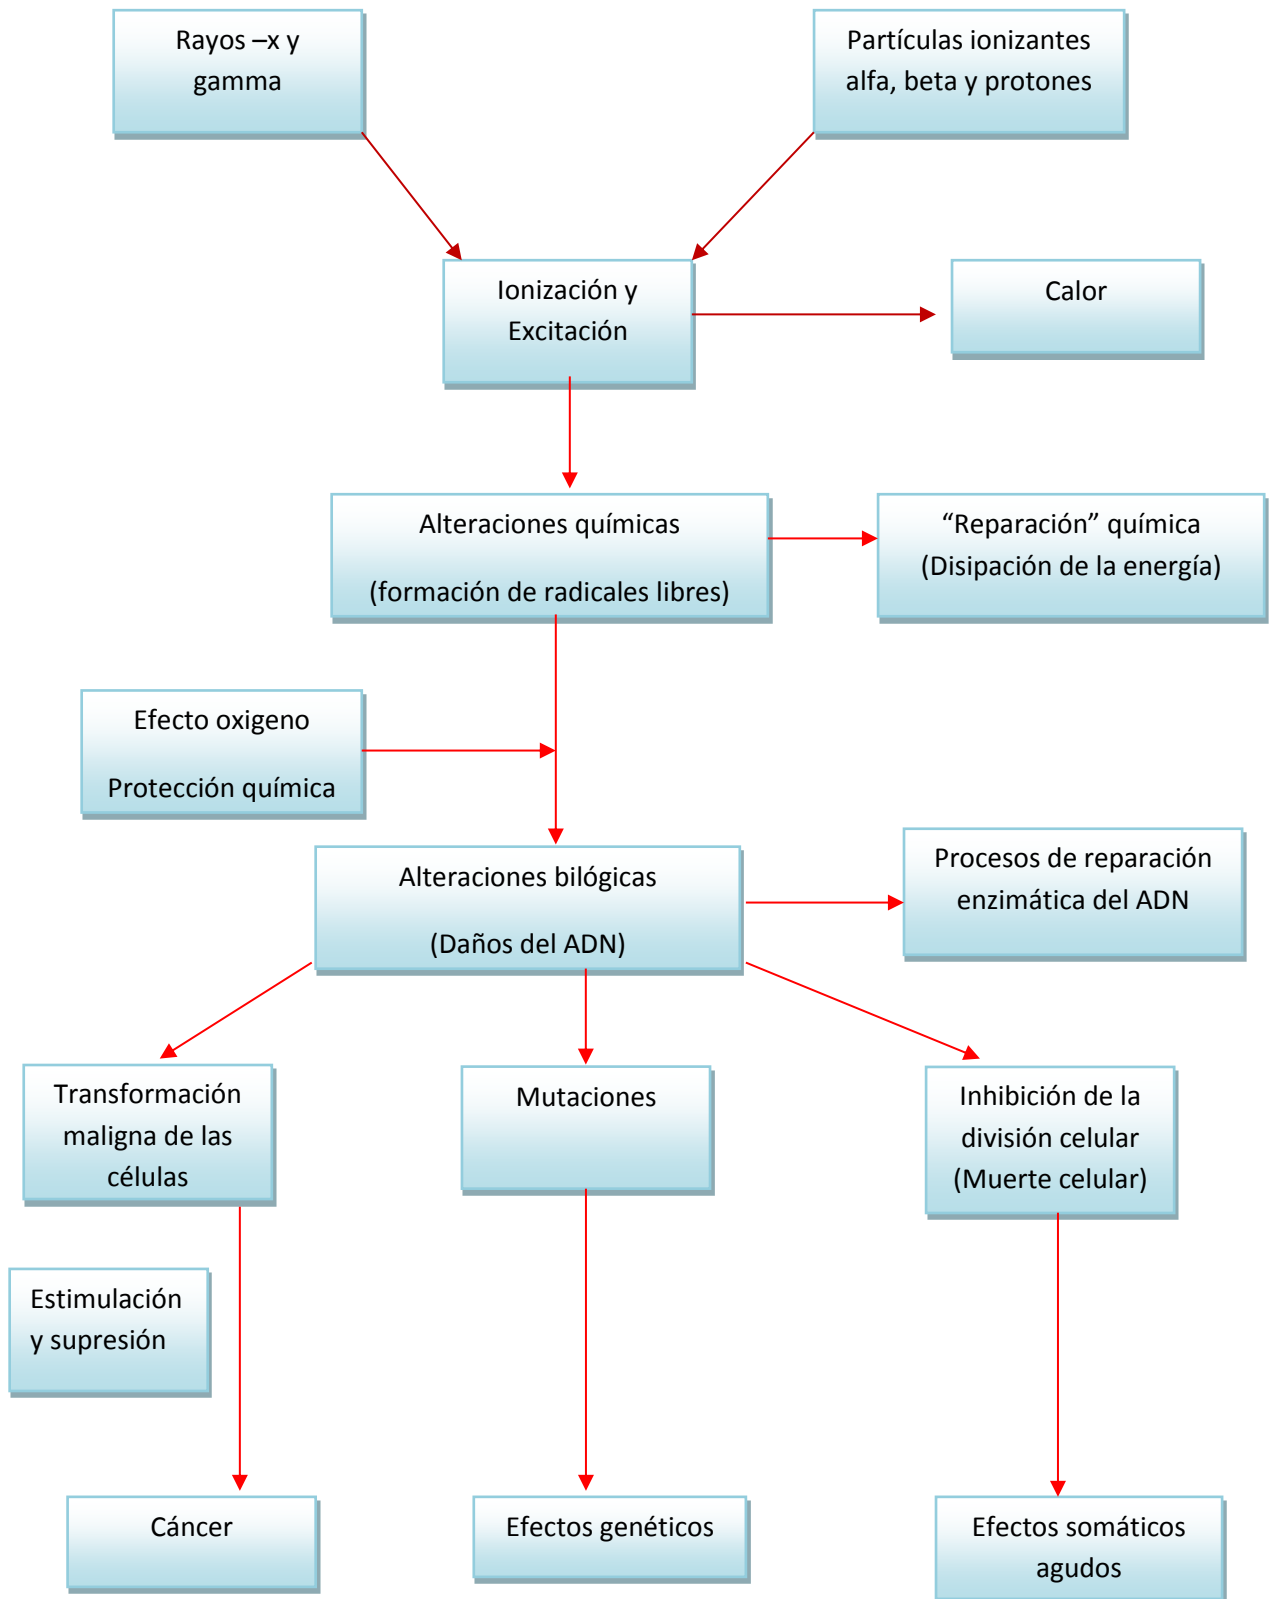 Rayos –x y
gamma
Partículas ionizantes
alfa, beta y protones
Ionización y
Excitación
Calor
Alteraciones químicas
(formación de radicales libres)
“Reparación” química
(Disipación de la energía)
Efecto oxigeno
Protección química
Alteraciones bilógicas
(Daños del ADN)
Procesos de reparación
enzimática del ADN
Transformación
maligna de las
células
Mutaciones
Inhibición de la
división celular
(Muerte celular)
Estimulación
y supresión
Cáncer
Efectos genéticos
Efectos somáticos
agudos